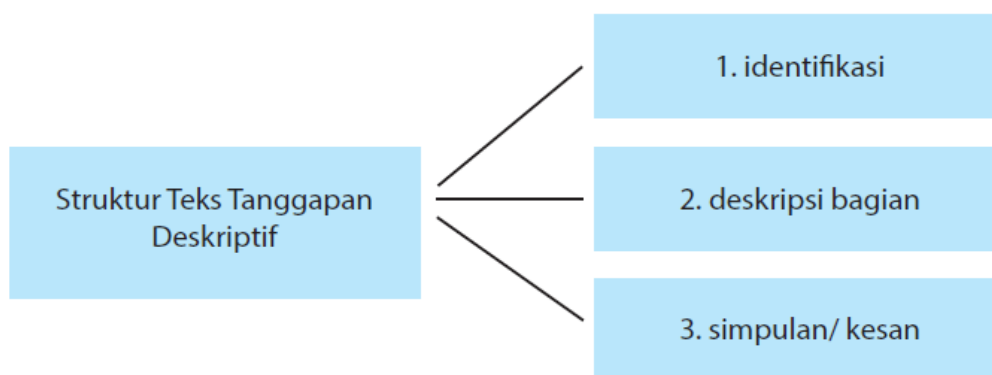 Struktur Teks Tanggapan
Deskriptif
1. identifikasi
2. deskripsi bagian
3. simpulan/ kesan